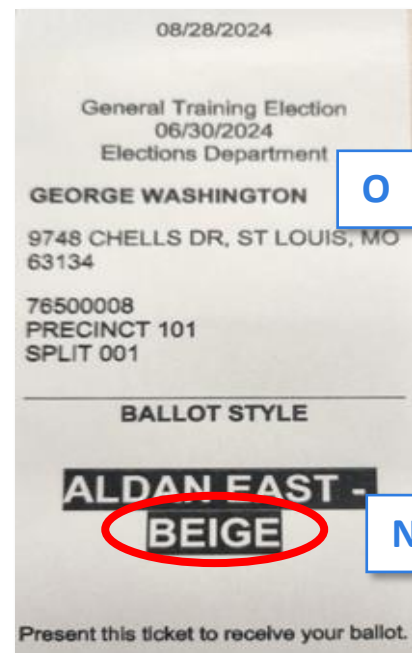 08/28/2024
General Training Election
06/30/2024
Elections Department
O
GEORGE WASHINGTON
9748 CHELLS DR, ST LOUIS, MO
63134
76500008
PRECINCT 101
SPLIT 001
BALLOT STYLE
ALDAN EAST -
BEIGE
N
Present this ticket to receive your ballot.